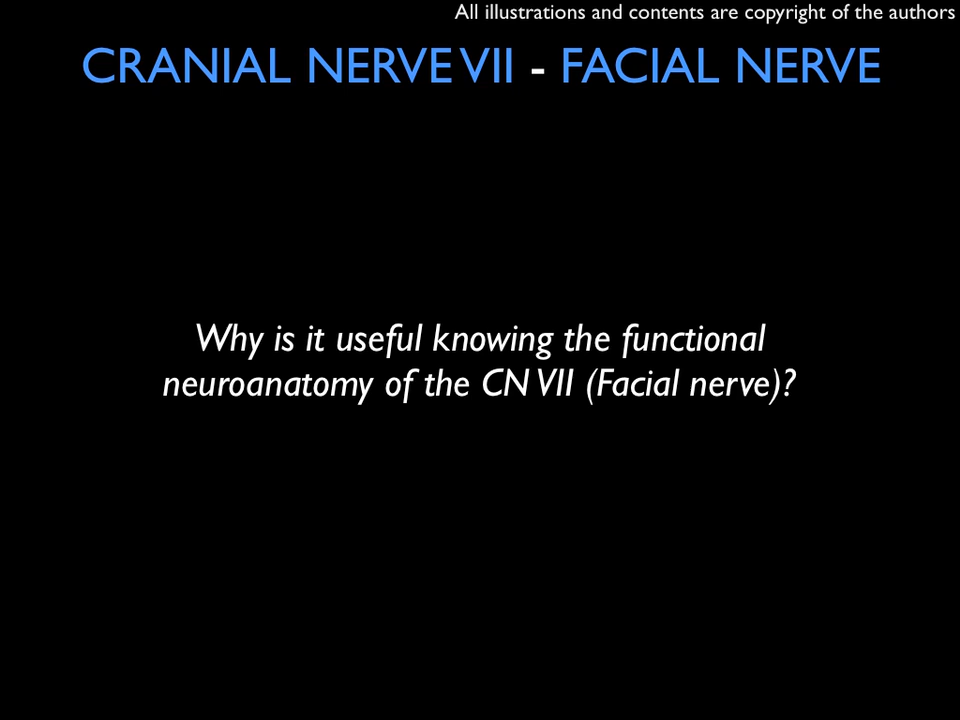 All illustrations and contents are copyright of the authors
CRANIAL NERVE VII - FACIAL NERVE
Why is it useful knowing the functional
neuroanatomy of the CN VII (Facial nerve)?